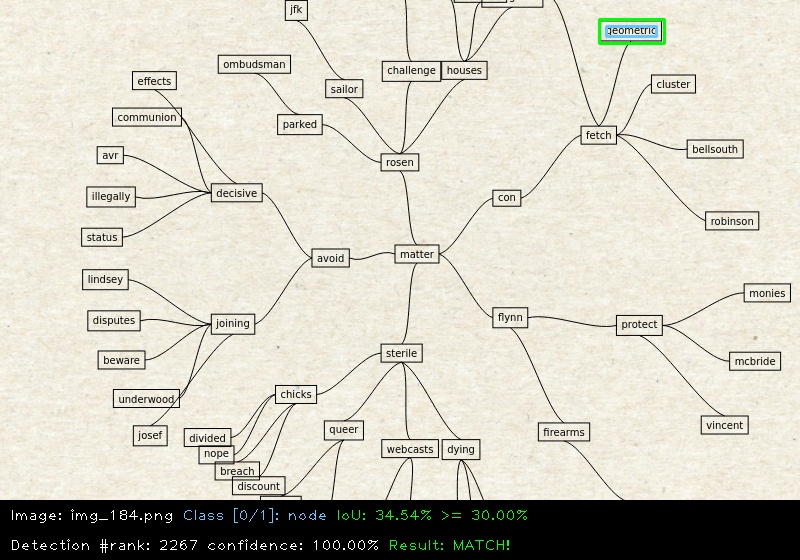 jfk
geometric
ombudsman
challenge
houses
effects
sailor
cluster
communion
parked
fetch
avr
rosen
bellsouth
illegally
decisive
con
robinson
status
avoid
matter
lindsey
monies
disputes
joining
flynn
protect
beware
sterile
mcbride
underwood
chicks
josef
divided
queer
firearms
vincent
nope
webcasts
dying
breach
discount
Image: img_184.png Class [0/1]: node IoU: 34.54% >= 30.00%
Detection #rank: 2267 confidence: 100.00% Result: MATCH!